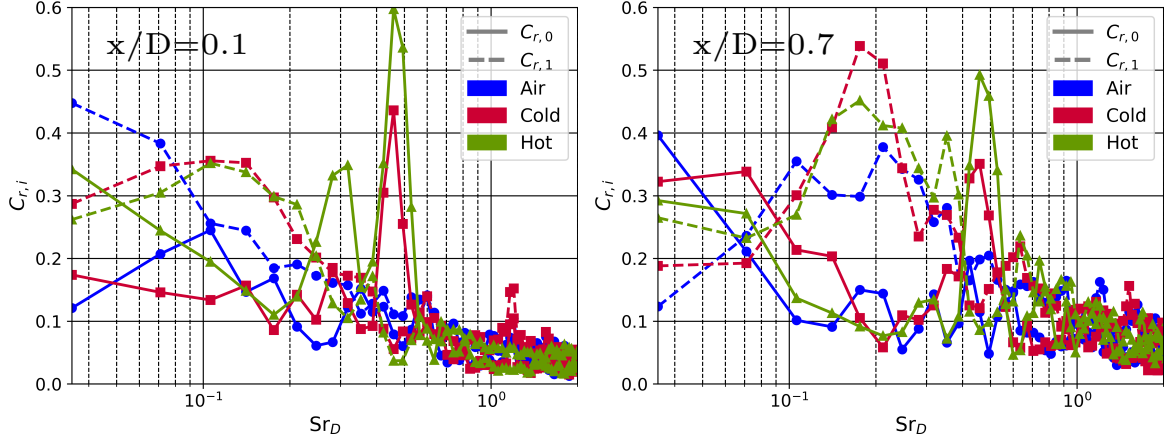 x/D=0.1
0.6
0.5
0.4
0.3
0.2
0.1
0.0
C_{r,i}
10^{-1}
10^{0}
Sr_D
C_{r,0}
C_{r,1}
Air
Cold
Hot
x/D=0.7
0.6
0.5
0.4
0.3
0.2
0.1
0.0
C_{r,i}
10^{-1}
10^{0}
Sr_D
C_{r,0}
C_{r,1}
Air
Cold
Hot